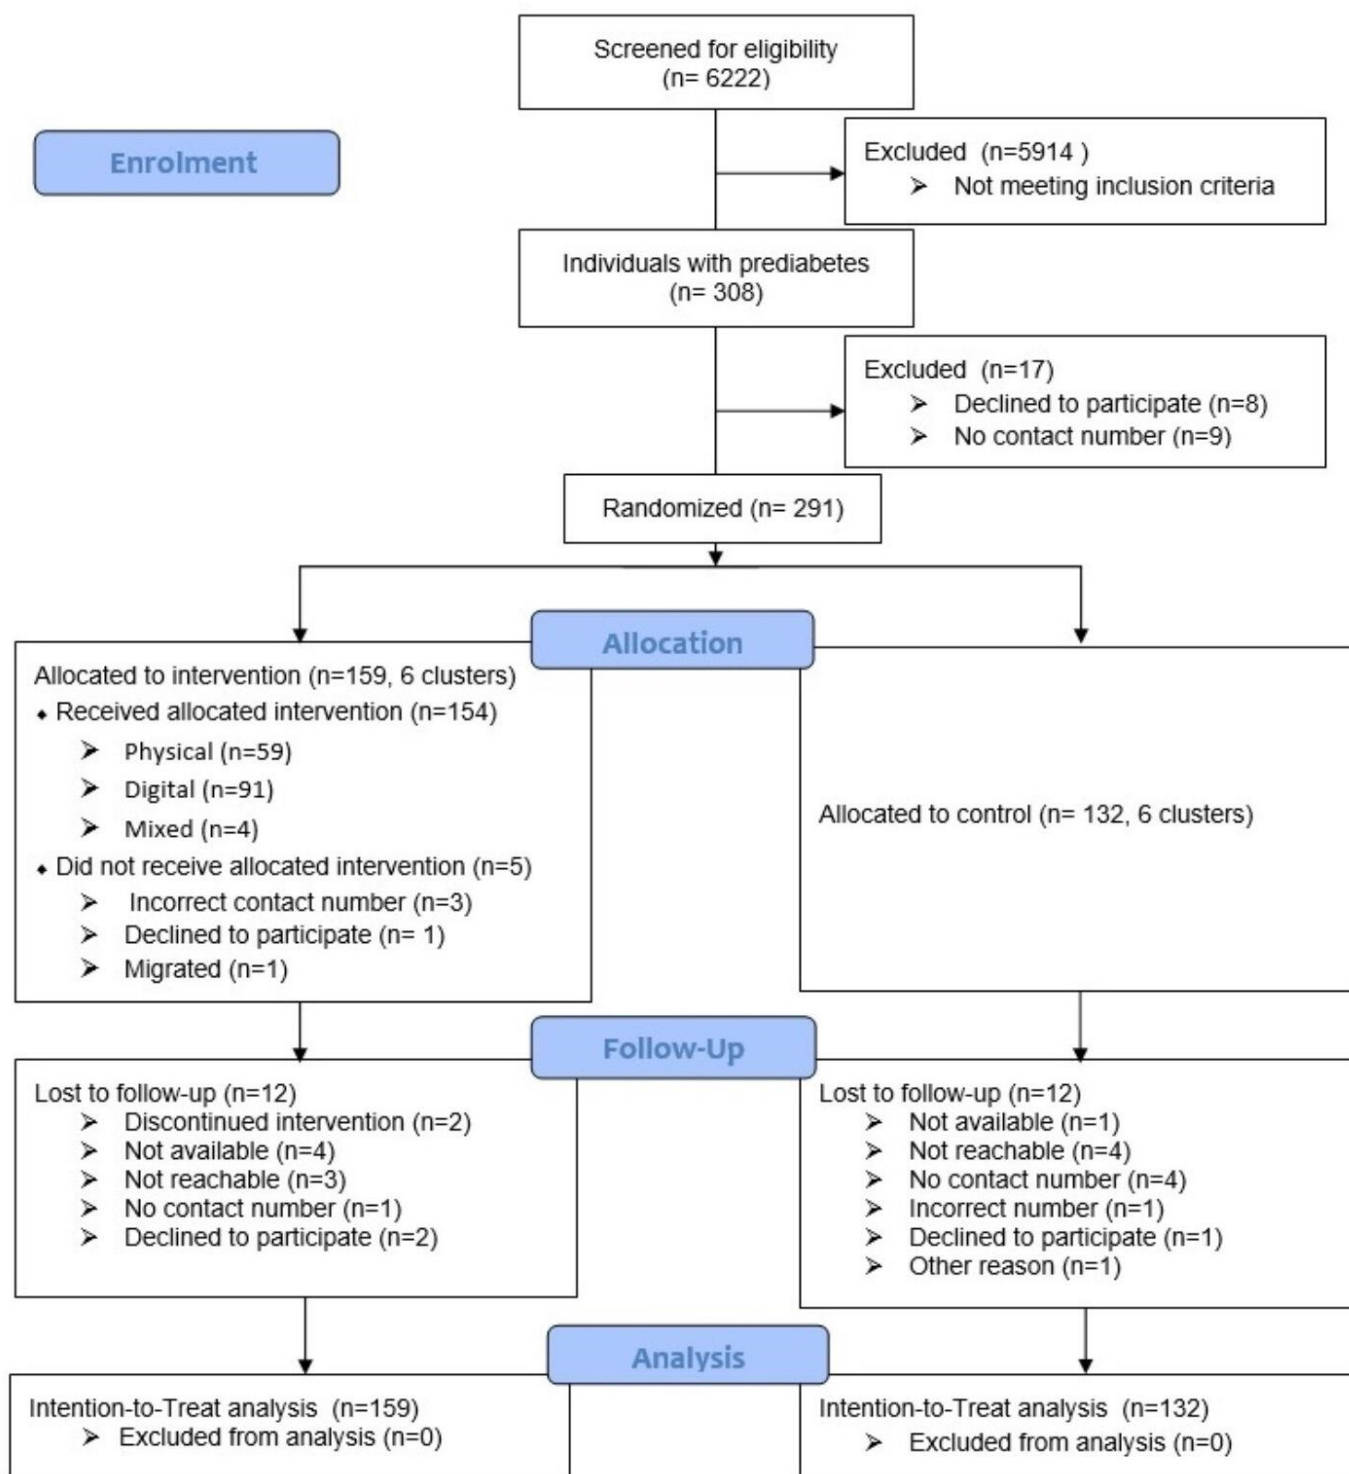 Screened for eligibility
(n= 6222)
Enrolment
Excluded (n=5914 )
➢ Not meeting inclusion criteria
Individuals with prediabetes
(n= 308)
Excluded (n=17)
➢ Declined to participate (n=8)
➢ No contact number (n=9)
Randomized (n= 291)
Allocation
Allocated to intervention (n=159, 6 clusters)
⬥ Received allocated intervention (n=154)
➢ Physical (n=59)
➢ Digital (n=91)
➢ Mixed (n=4)
⬥ Did not receive allocated intervention (n=5)
➢ Incorrect contact number (n=3)
➢ Declined to participate (n= 1)
➢ Migrated (n=1)
Allocated to control (n= 132, 6 clusters)
Follow-Up
Lost to follow-up (n=12)
➢ Discontinued intervention (n=2)
➢ Not available (n=4)
➢ Not reachable (n=3)
➢ No contact number (n=1)
➢ Declined to participate (n=2)
Lost to follow-up (n=12)
➢ Not available (n=1)
➢ Not reachable (n=4)
➢ No contact number (n=4)
➢ Incorrect number (n=1)
➢ Declined to participate (n=1)
➢ Other reason (n=1)
Analysis
Intention-to-Treat analysis (n=159)
➢ Excluded from analysis (n=0)
Intention-to-Treat analysis (n=132)
➢ Excluded from analysis (n=0)